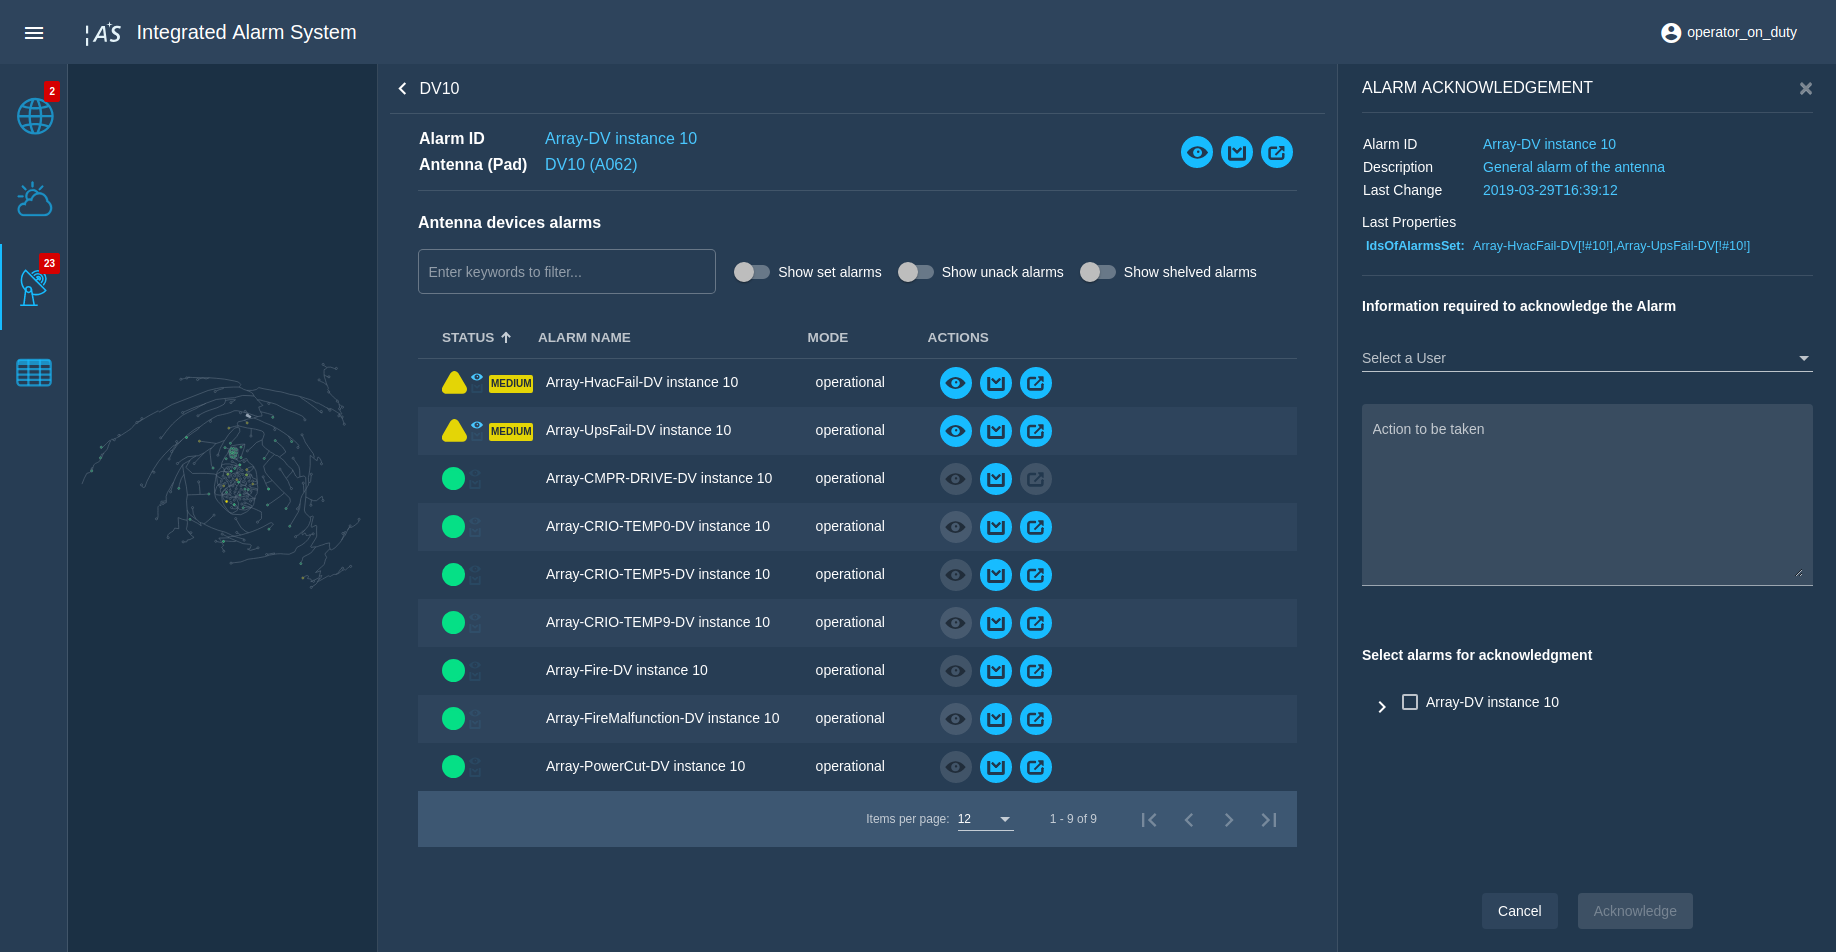 IAS Integrated Alarm System
operator_on_duty
2
23
DV10
Alarm ID Array-DV instance 10
Antenna (Pad) DV10 (A062)
Antenna devices alarms
Enter keywords to filter...
Show set alarms
Show unack alarms
Show shelved alarms
STATUS ALARM NAME MODE ACTIONS
MEDIUM Array-HvacFail-DV instance 10 operational
MEDIUM Array-UpsFail-DV instance 10 operational
Array-CMPR-DRIVE-DV instance 10 operational
Array-CRIO-TEMP0-DV instance 10 operational
Array-CRIO-TEMP5-DV instance 10 operational
Array-CRIO-TEMP9-DV instance 10 operational
Array-Fire-DV instance 10 operational
Array-FireMalfunction-DV instance 10 operational
Array-PowerCut-DV instance 10 operational
Items per page: 12 1 - 9 of 9
ALARM ACKNOWLEDGEMENT
Alarm ID Array-DV instance 10
Description General alarm of the antenna
Last Change 2019-03-29T16:39:12
Last Properties
IdsOfAlarmsSet: Array-HvacFail-DV[!#10!],Array-UpsFail-DV[!#10!]
Information required to acknowledge the Alarm
Select a User
Action to be taken
Select alarms for acknowledgment
Array-DV instance 10
Cancel
Acknowledge